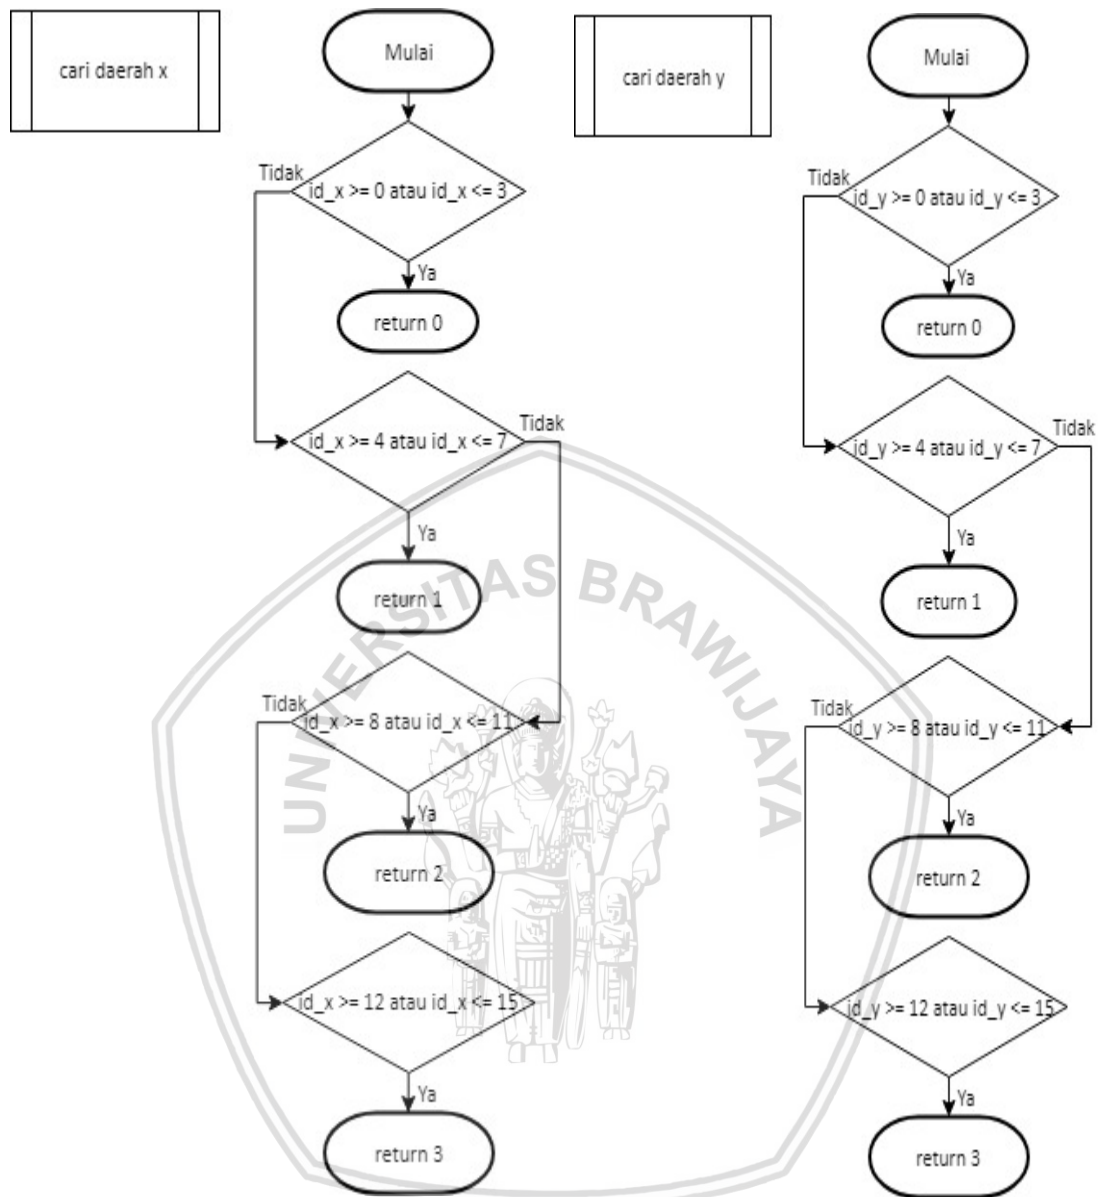 cari daerah x
Mulai
Tidak
id_x >= 0 atau id_x <= 3
Ya
return 0
id_x >= 4 atau id_x <= 7
Tidak
Ya
return 1
Tidak
id_x >= 8 atau id_x <= 11
Ya
return 2
id_x >= 12 atau id_x <= 15
Ya
return 3
cari daerah y
Mulai
Tidak
id_y >= 0 atau id_y <= 3
Ya
return 0
Tidak
id_y >= 4 atau id_y <= 7
Ya
return 1
Tidak
id_y >= 8 atau id_y <= 11
Ya
return 2
id_y >= 12 atau id_y <= 15
Ya
return 3
UNIVERSITAS BRAWIJAYA